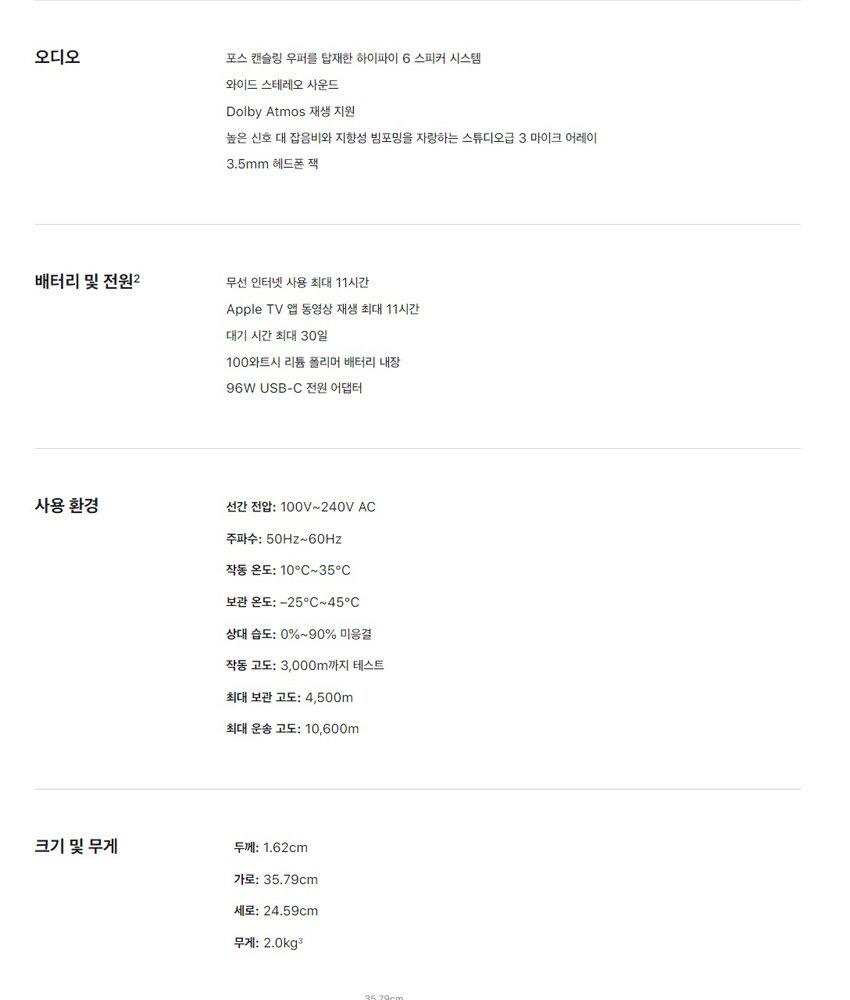 오디오
포스 캔슬링 우퍼를 탑재한 하이파이 6 스피커 시스템
와이드 스테레오 사운드
Dolby Atmos 재생 지원
높은 신호 대 잡음비와 지향성 빔포밍을 자랑하는 스튜디오급 3 마이크 어레이
3.5mm 헤드폰 잭
배터리 및 전원2
무선 인터넷 사용 최대 11시간
Apple TV 앱 동영상 재생 최대 11시간
대기 시간 최대 30일
100와트시 리튬 폴리머 배터리 내장
96W USB-C 전원 어댑터
사용 환경
선간 전압: 100V~240V AC
주파수: 50Hz~60Hz
작동 온도: 10°C~35°C
보관 온도: –25°C~45°C
상대 습도: 0%~90% 미응결
작동 고도: 3,000m까지 테스트
최대 보관 고도: 4,500m
최대 운송 고도: 10,600m
크기 및 무게
두께: 1.62cm
가로: 35.79cm
세로: 24.59cm
무게: 2.0kg3
35.79cm